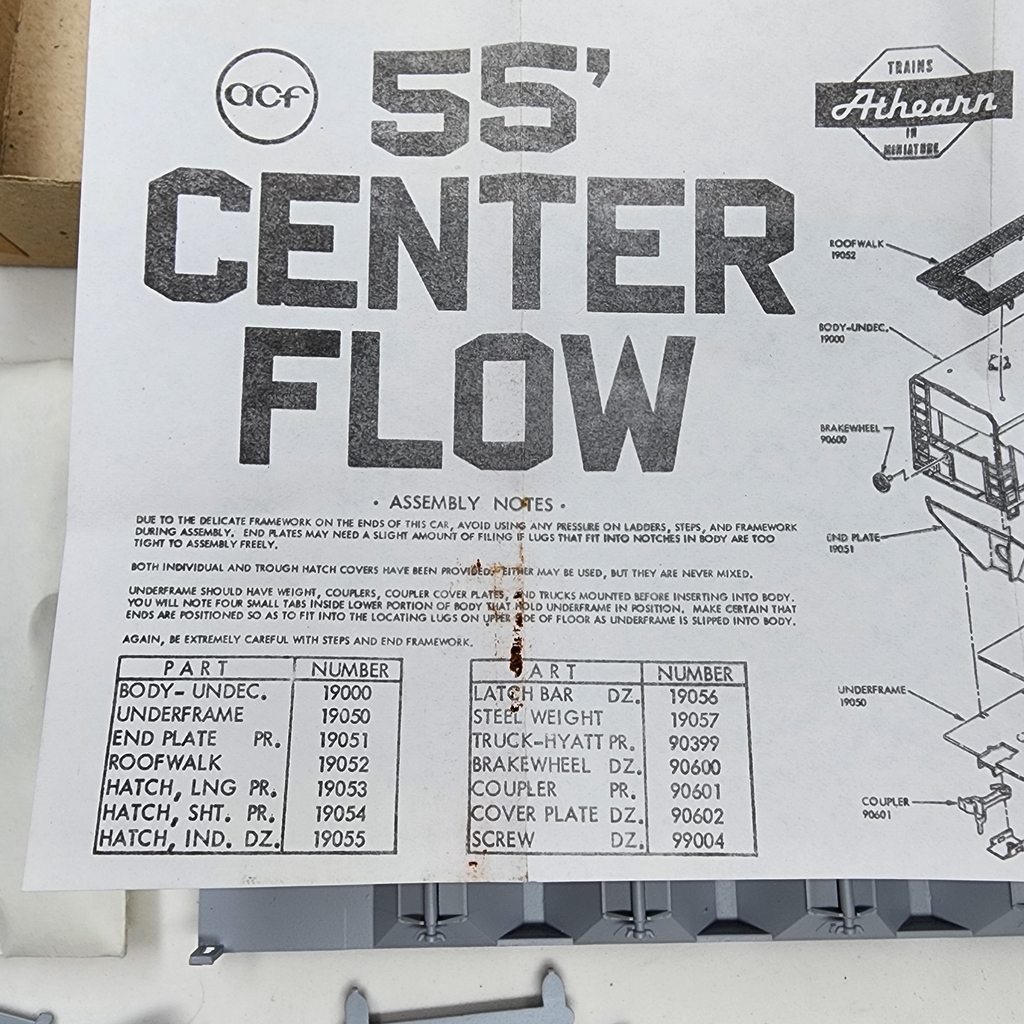 acf
55'
CENTER
FLOW
TRAINS
Athearn
IN
MINIATURE
• ASSEMBLY NOTES •
DUE TO THE DELICATE FRAMEWORK ON THE ENDS OF THIS CAR, AVOID USING ANY PRESSURE ON LADDERS, STEPS, AND FRAMEWORK
DURING ASSEMBLY. END PLATES MAY NEED A SLIGHT AMOUNT OF FILING IF LUGS THAT FIT INTO NOTCHES IN BODY ARE TOO
TIGHT TO ASSEMBLY FREELY.
BOTH INDIVIDUAL AND TROUGH HATCH COVERS HAVE BEEN PROVIDED. EITHER MAY BE USED, BUT THEY ARE NEVER MIXED.
UNDERFRAME SHOULD HAVE WEIGHT, COUPLERS, COUPLER COVER PLATES, AND TRUCKS MOUNTED BEFORE INSERTING INTO BODY.
YOU WILL NOTE FOUR SMALL TABS INSIDE LOWER PORTION OF BODY THAT HOLD UNDERFRAME IN POSITION. MAKE CERTAIN THAT
ENDS ARE POSITIONED SO AS TO FIT INTO THE LOCATING LUGS ON UPPER SIDE OF FLOOR AS UNDERFRAME IS SLIPPED INTO BODY.
AGAIN, BE EXTREMELY CAREFUL WITH STEPS AND END FRAMEWORK.
PART NUMBER
BODY-UNDEC. 19000
UNDERFRAME 19050
END PLATE PR. 19051
ROOFWALK 19052
HATCH, LNG PR. 19053
HATCH, SHT. PR. 19054
HATCH, IND. DZ. 19055
ART NUMBER
LATCH BAR DZ. 19056
STEEL WEIGHT 19057
TRUCK-HYATT PR. 90399
BRAKEWHEEL DZ. 90600
COUPLER PR. 90601
COVER PLATE DZ. 90602
SCREW DZ. 99004
ROOFWALK
19052
BODY-UNDEC.
19000
BRAKEWHEEL
90600
END PLATE
19051
UNDERFRAME
19050
COUPLER
90601